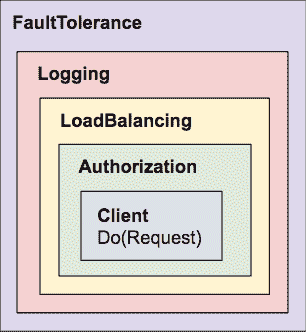 FaultTolerance
Logging
LoadBalancing
Authorization
Client
Do(Request)